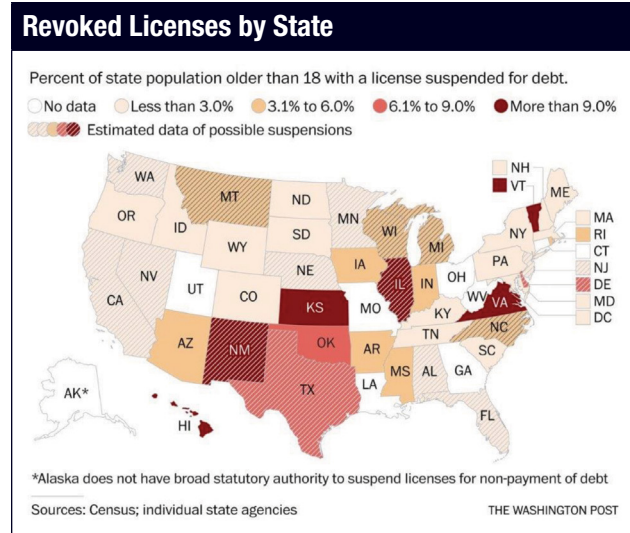 Revoked Licenses by State
Percent of state population older than 18 with a license suspended for debt.
No data Less than 3.0% 3.1% to 6.0% 6.1% to 9.0% More than 9.0%
Estimated data of possible suspensions
NH
VT
WA
MT
ND
MN
ME
OR
ID
SD
WI
MI
NY
MA
WY
RI
IA
PA
CT
NE
NV
IL
IN
OH
NJ
UT
CO
WV
DE
CA
KS
MO
VA
MD
KY
DC
NC
TN
AZ
NM
OK
AR
SC
MS
AL
GA
TX
LA
AK*
FL
HI
*Alaska does not have broad statutory authority to suspend licenses for non-payment of debt
Sources: Census; individual state agencies THE WASHINGTON POST